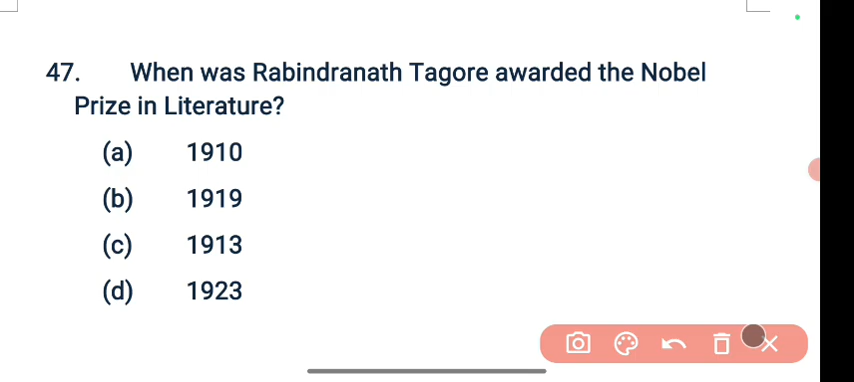 47. When was Rabindranath Tagore awarded the Nobel
Prize in Literature?
(a) 1910
(b) 1919
(c) 1913
(d) 1923